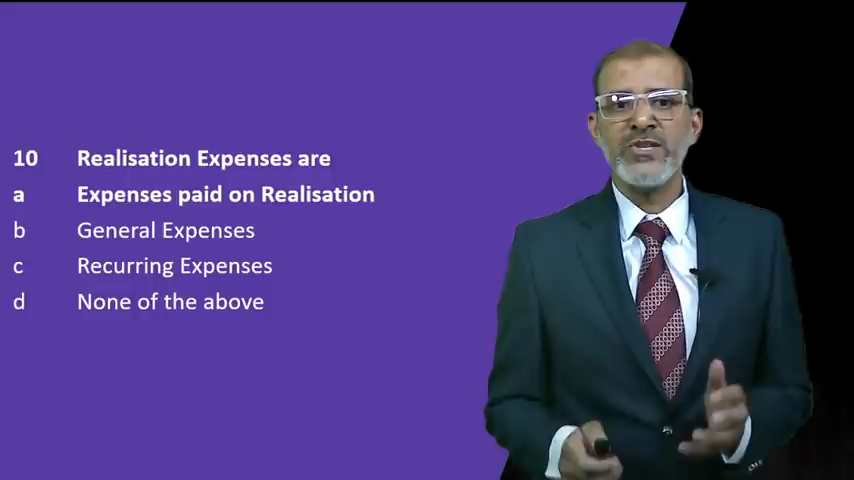 10 Realisation Expenses are
a Expenses paid on Realisation
b General Expenses
c Recurring Expenses
d None of the above